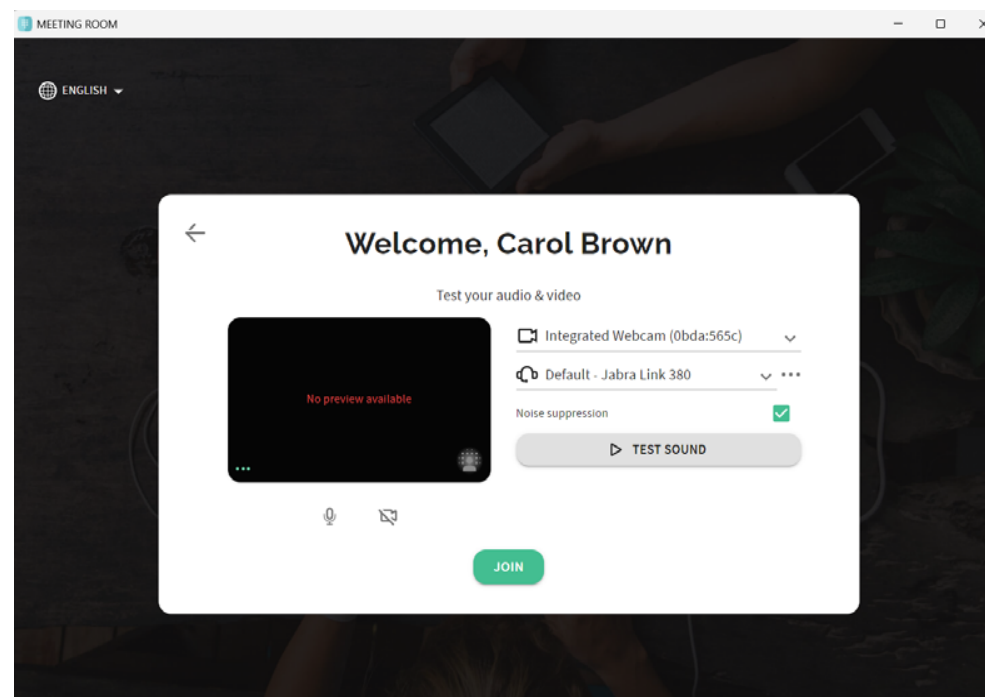 MEETING ROOM
ENGLISH
Welcome, Carol Brown
Test your audio & video
Integrated Webcam (0bda:565c)
Default - Jabra Link 380
No preview available
Noise suppression
TEST SOUND
JOIN